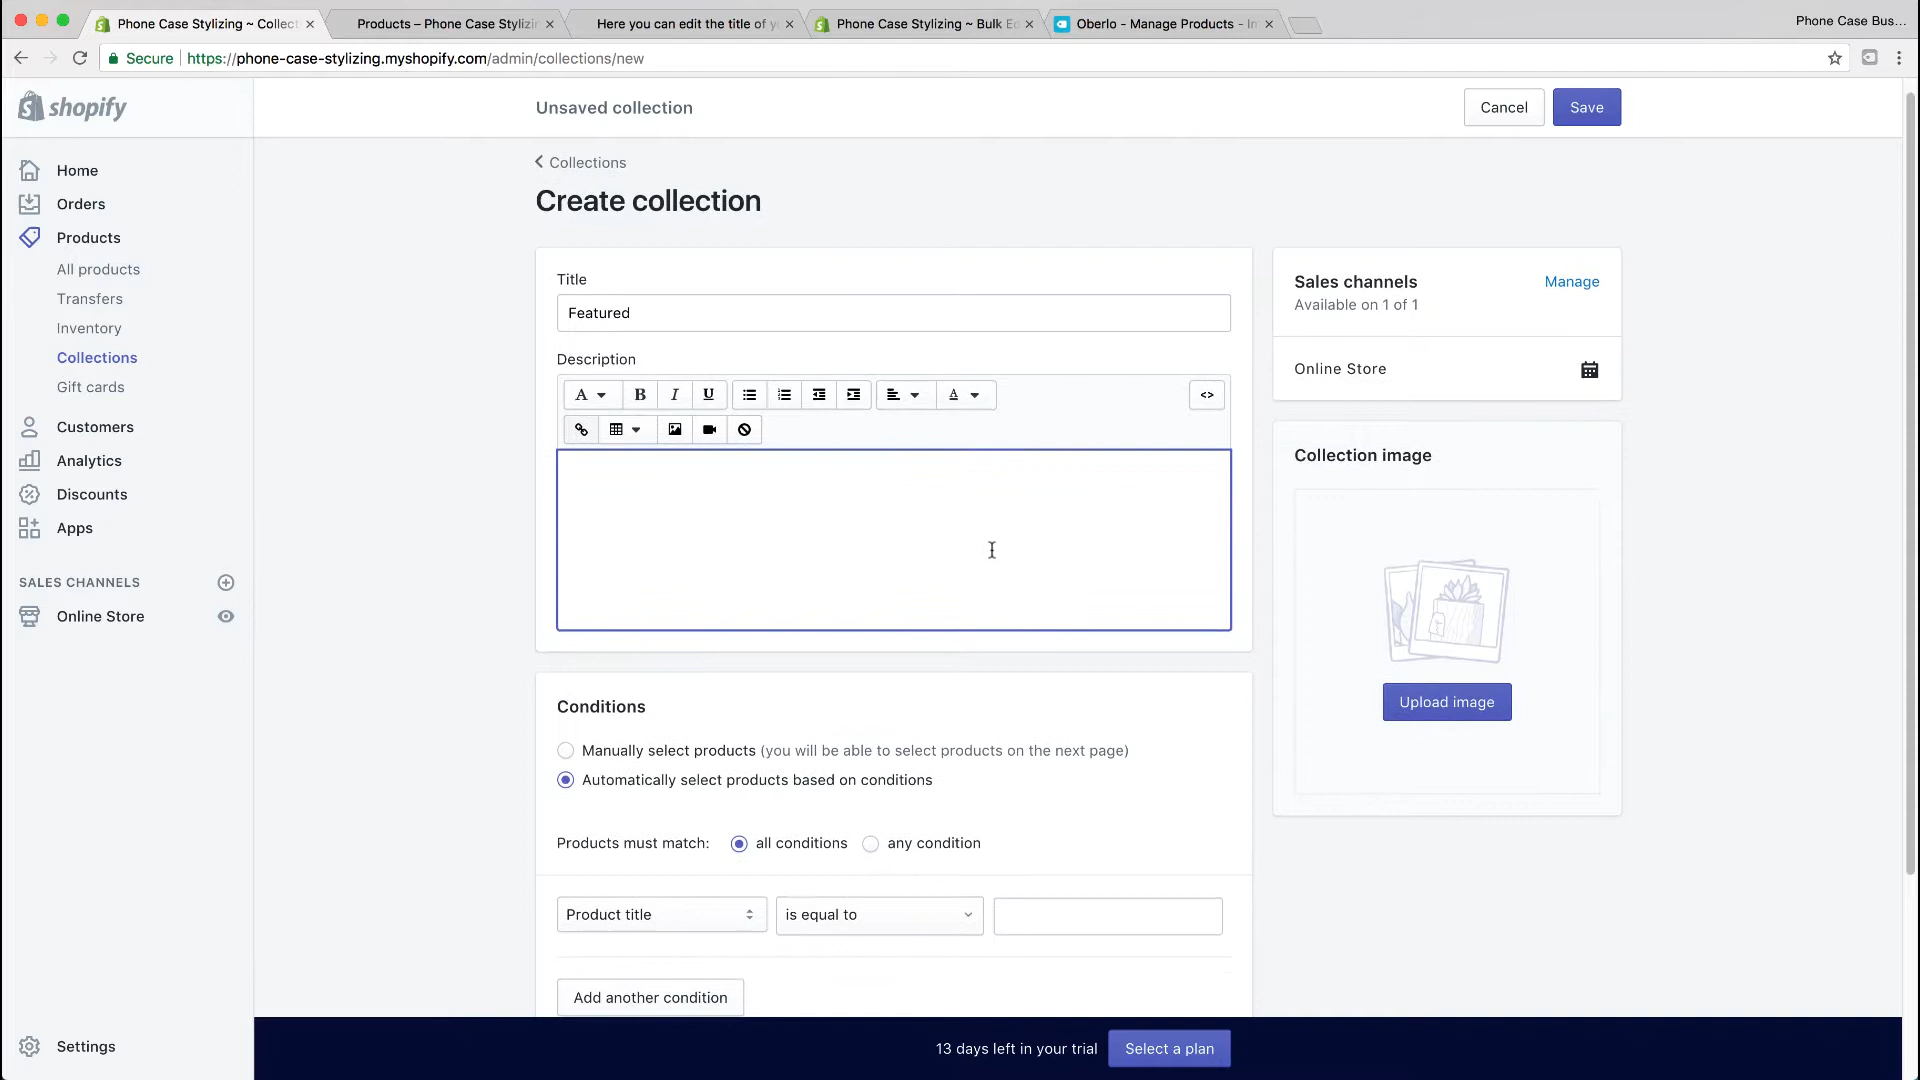 Phone Case Stylizing ~ Collect
Products – Phone Case Stylizin
Here you can edit the title of y
Phone Case Stylizing ~ Bulk Ed
Oberlo - Manage Products - Im
Phone Case Bus...
Secure
https://phone-case-stylizing.myshopify.com/admin/collections/new
shopify
Unsaved collection
Cancel
Save
Home
Orders
Products
All products
Transfers
Inventory
Collections
Gift cards
Customers
Analytics
Discounts
Apps
SALES CHANNELS
Online Store
Settings
Collections
Create collection
Title
Featured
Description
A
B
I
U
A
<>
Conditions
Manually select products (you will be able to select products on the next page)
Automatically select products based on conditions
Products must match:
all conditions
any condition
Product title
is equal to
Add another condition
Sales channels
Manage
Available on 1 of 1
Online Store
Collection image
Upload image
13 days left in your trial
Select a plan